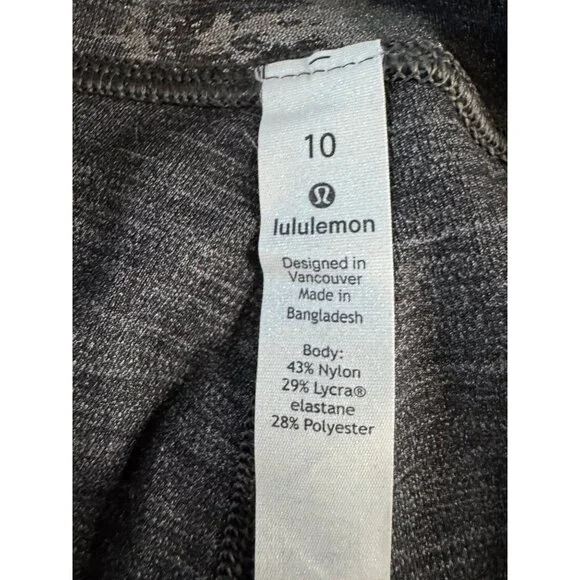 10
lululemon
Designed in
Vancouver
Made in
Bangladesh
Body:
43% Nylon
29% Lycra®
elastane
28% Polyester